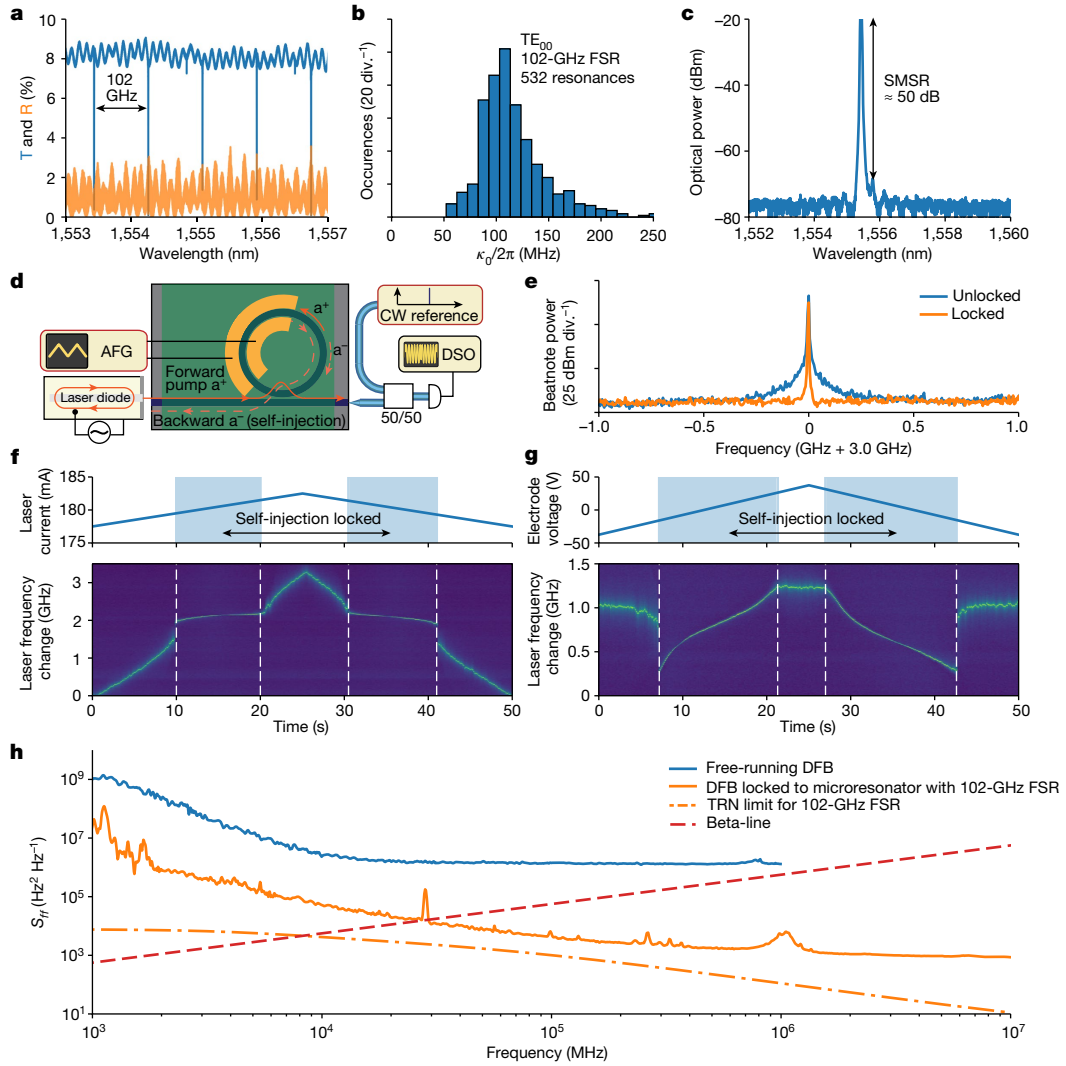 a
10
8
6
4
2
0
T and R (%)
102
GHz
1,553
1,554
1,555
1,556
1,557
Wavelength (nm)
b
Occurences (20 div.⁻¹)
TE₀₀
102-GHz FSR
532 resonances
0
50
100
150
200
250
κ₀/2π (MHz)
c
−20
−40
−60
−80
Optical power (dBm)
SMSR
≈ 50 dB
1,552
1,554
1,556
1,558
1,560
Wavelength (nm)
d
AFG
Laser diode
Forward
pump a⁺
Backward a⁻ (self-injection)
a⁺
a⁻
CW reference
DSO
50/50
e
Beatnote power
(25 dBm div.⁻¹)
Unlocked
Locked
−1.0
−0.5
0
0.5
1.0
Frequency (GHz + 3.0 GHz)
f
Laser
current (mA)
185
180
175
Self-injection locked
Laser frequency
change (GHz)
3
2
1
0
0
10
20
30
40
50
Time (s)
g
Electrode
voltage (V)
50
0
−50
Self-injection locked
Laser frequency
change (GHz)
1.5
1.0
0.5
0
0
10
20
30
40
50
Time (s)
h
S_ff (Hz² Hz⁻¹)
10⁹
10⁷
10⁵
10³
10¹
Free-running DFB
DFB locked to microresonator with 102-GHz FSR
TRN limit for 102-GHz FSR
Beta-line
10³
10⁴
10⁵
10⁶
10⁷
Frequency (MHz)